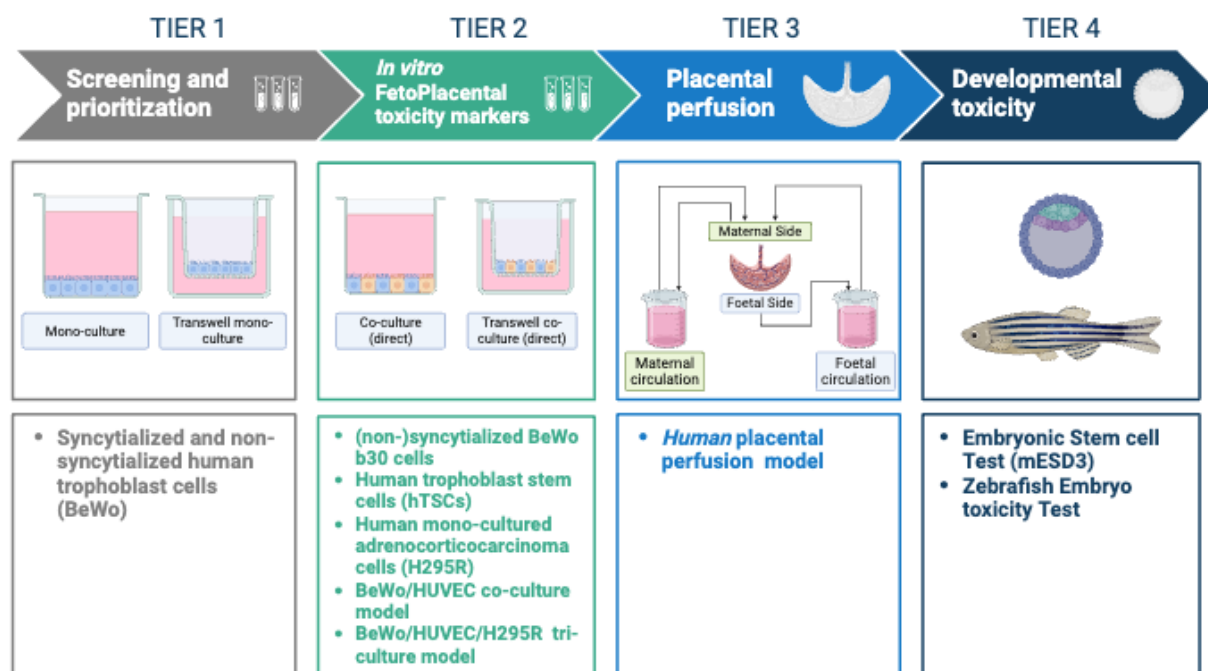 TIER 1
TIER 2
TIER 3
TIER 4
Screening and
prioritization
In vitro
FetoPlacental
toxicity markers
Placental
perfusion
Developmental
toxicity
Mono-culture
Transwell mono-
culture
Co-culture
(direct)
Transwell co-
culture (direct)
Maternal Side
Foetal Side
Maternal
circulation
Foetal
circulation
• Syncytialized and non-
syncytialized human
trophoblast cells
(BeWo)
• (non-)syncytialized BeWo
b30 cells
• Human trophoblast stem
cells (hTSCs)
• Human mono-cultured
adrenocorticocarcinoma
cells (H295R)
• BeWo/HUVEC co-culture
model
• BeWo/HUVEC/H295R tri-
culture model
• Human placental
perfusion model
• Embryonic Stem cell
Test (mESD3)
• Zebrafish Embryo
toxicity Test